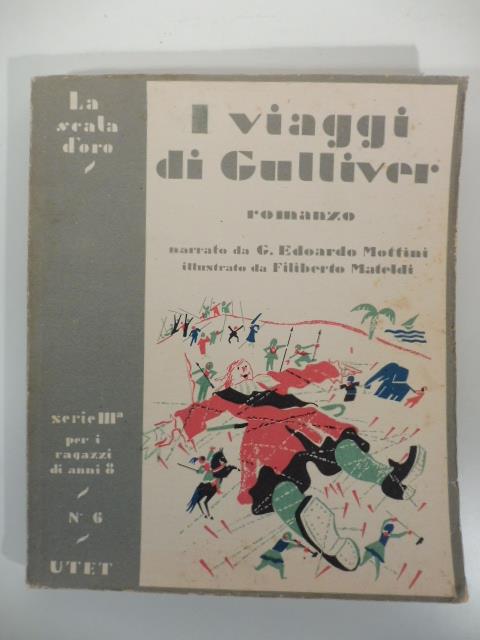 La
scala
d'oro
I viaggi
di Gulliver
romanzo
narrato da G. Edoardo Mottini
illustrato da Filiberto Mateldi
serie IIIª
per i
ragazzi
di anni 8
Nº 6
UTET